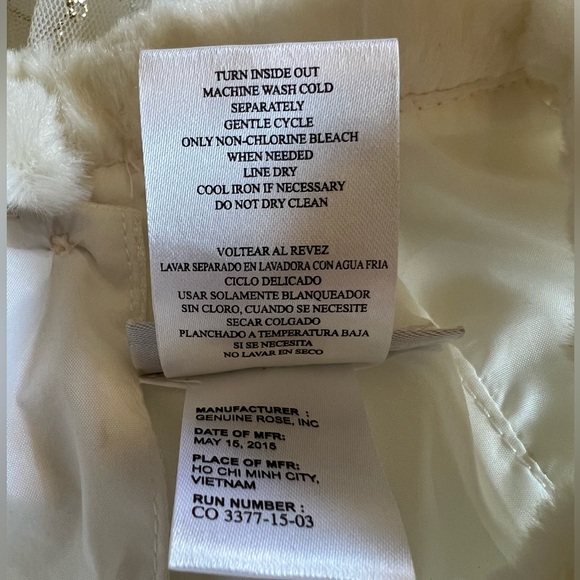 TURN INSIDE OUT
MACHINE WASH COLD
SEPARATELY
GENTLE CYCLE
ONLY NON-CHLORINE BLEACH
WHEN NEEDED
LINE DRY
COOL IRON IF NECESSARY
DO NOT DRY CLEAN
VOLTEAR AL REVEZ
LAVAR SEPARADO EN LAVADORA CON AGUA FRIA
CICLO DELICADO
USAR SOLAMENTE BLANQUEADOR
SIN CLORO, CUANDO SE NECESITE
SECAR COLGADO
PLANCHADO A TEMPERATURA BAJA
SI SE NECESITA
NO LAVAR EN SECO
MANUFACTURER :
GENUINE ROSE, INC
DATE OF MFR:
MAY 15, 2015
PLACE OF MFR:
HO CHI MINH CITY,
VIETNAM
RUN NUMBER :
CO 3377-15-03